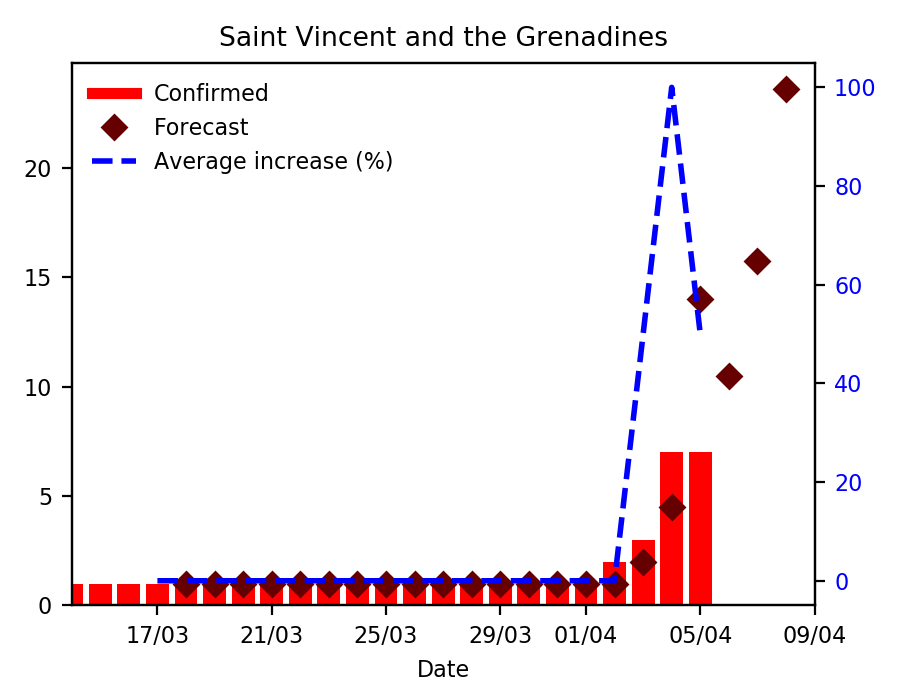 Saint Vincent and the Grenadines
Confirmed
Forecast
Average increase (%)
20
15
10
5
0
100
80
60
40
20
0
17/03 21/03 25/03 29/03 01/04 05/04 09/04
Date